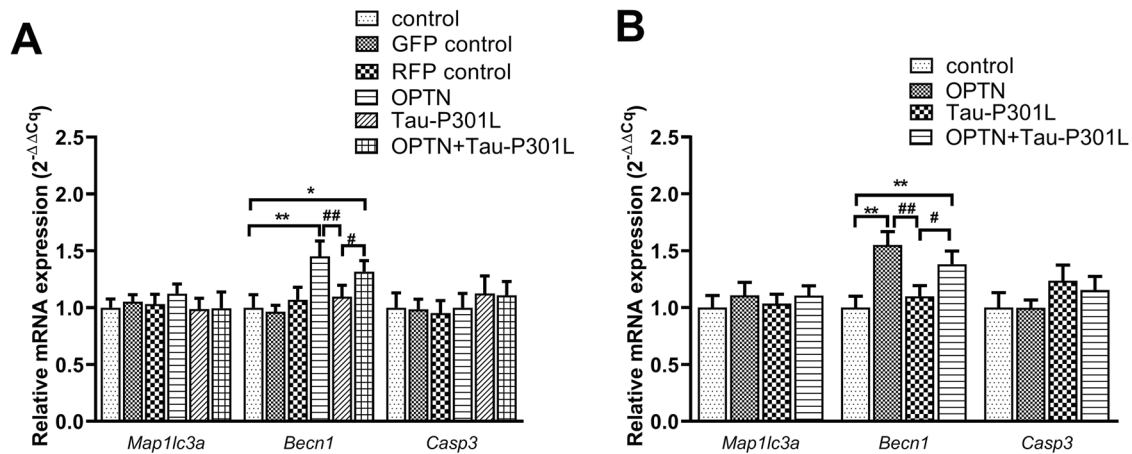 A
control
GFP control
RFP control
OPTN
Tau-P301L
OPTN+Tau-P301L
Relative mRNA expression (2^-ΔΔCq)
2.5
2.0
1.5
1.0
0.5
0.0
*
**
##
#
Map1lc3a
Becn1
Casp3
B
control
OPTN
Tau-P301L
OPTN+Tau-P301L
Relative mRNA expression (2^-ΔΔCq)
2.5
2.0
1.5
1.0
0.5
0.0
**
**
##
#
Map1lc3a
Becn1
Casp3